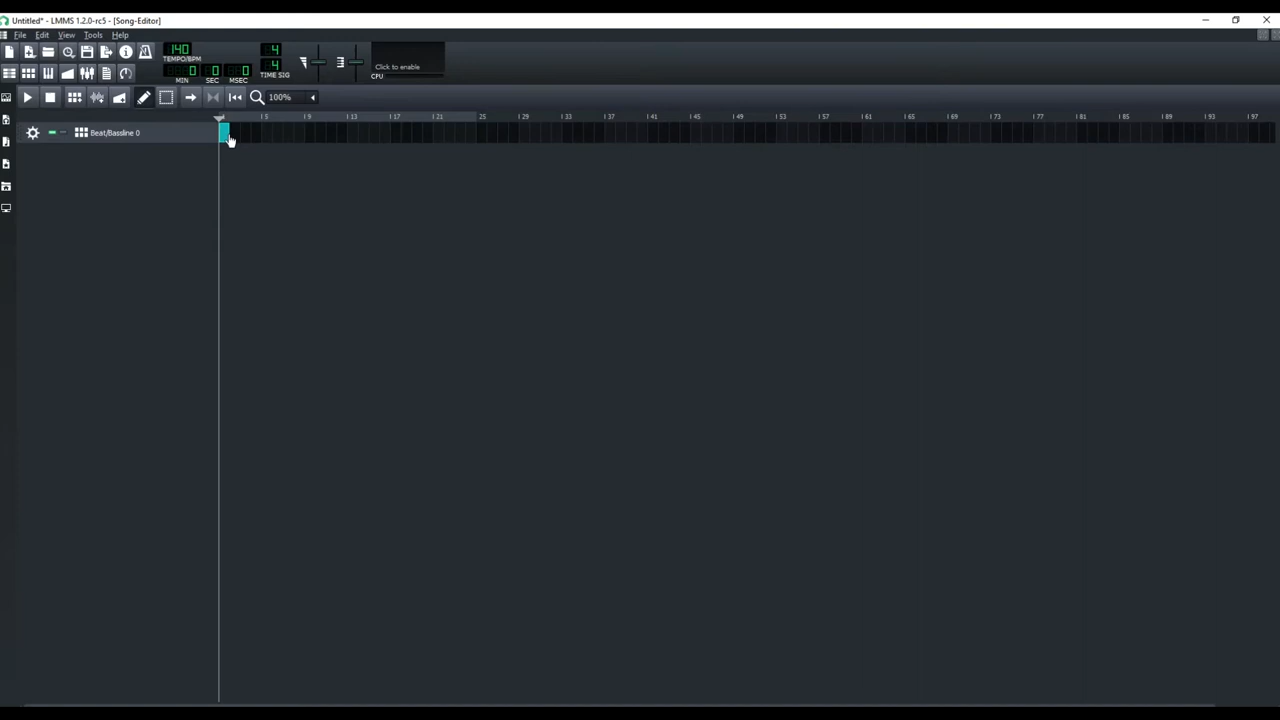 Untitled* - LMMS 1.2.0-rc5 - [Song-Editor]
File Edit View Tools Help
140
TEMPO/BPM
0 0 0
MIN SEC MSEC
4
4
TIME SIG
Click to enable
CPU
100%
5 9 13 17 21 25 29 33 37 41 45 49 53 57 61 65 69 73 77 81 85 89 93 97
Beat/Bassline 0